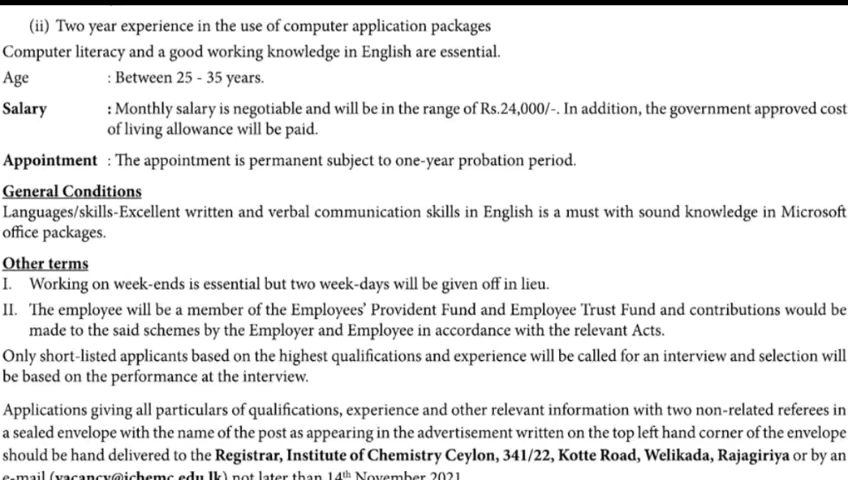 (ii) Two year experience in the use of computer application packages
Computer literacy and a good working knowledge in English are essential.
Age : Between 25 - 35 years.
Salary : Monthly salary is negotiable and will be in the range of Rs.24,000/-. In addition, the government approved cost
of living allowance will be paid.
Appointment : The appointment is permanent subject to one-year probation period.
General Conditions
Languages/skills-Excellent written and verbal communication skills in English is a must with sound knowledge in Microsoft
office packages.
Other terms
I. Working on week-ends is essential but two week-days will be given off in lieu.
II. The employee will be a member of the Employees' Provident Fund and Employee Trust Fund and contributions would be
made to the said schemes by the Employer and Employee in accordance with the relevant Acts.
Only short-listed applicants based on the highest qualifications and experience will be called for an interview and selection will
be based on the performance at the interview.
Applications giving all particulars of qualifications, experience and other relevant information with two non-related referees in
a sealed envelope with the name of the post as appearing in the advertisement written on the top left hand corner of the envelope
should be hand delivered to the Registrar, Institute of Chemistry Ceylon, 341/22, Kotte Road, Welikada, Rajagiriya or by an
e-mail (vacancy@ichemc.edu.lk) not later than 14th November 2021